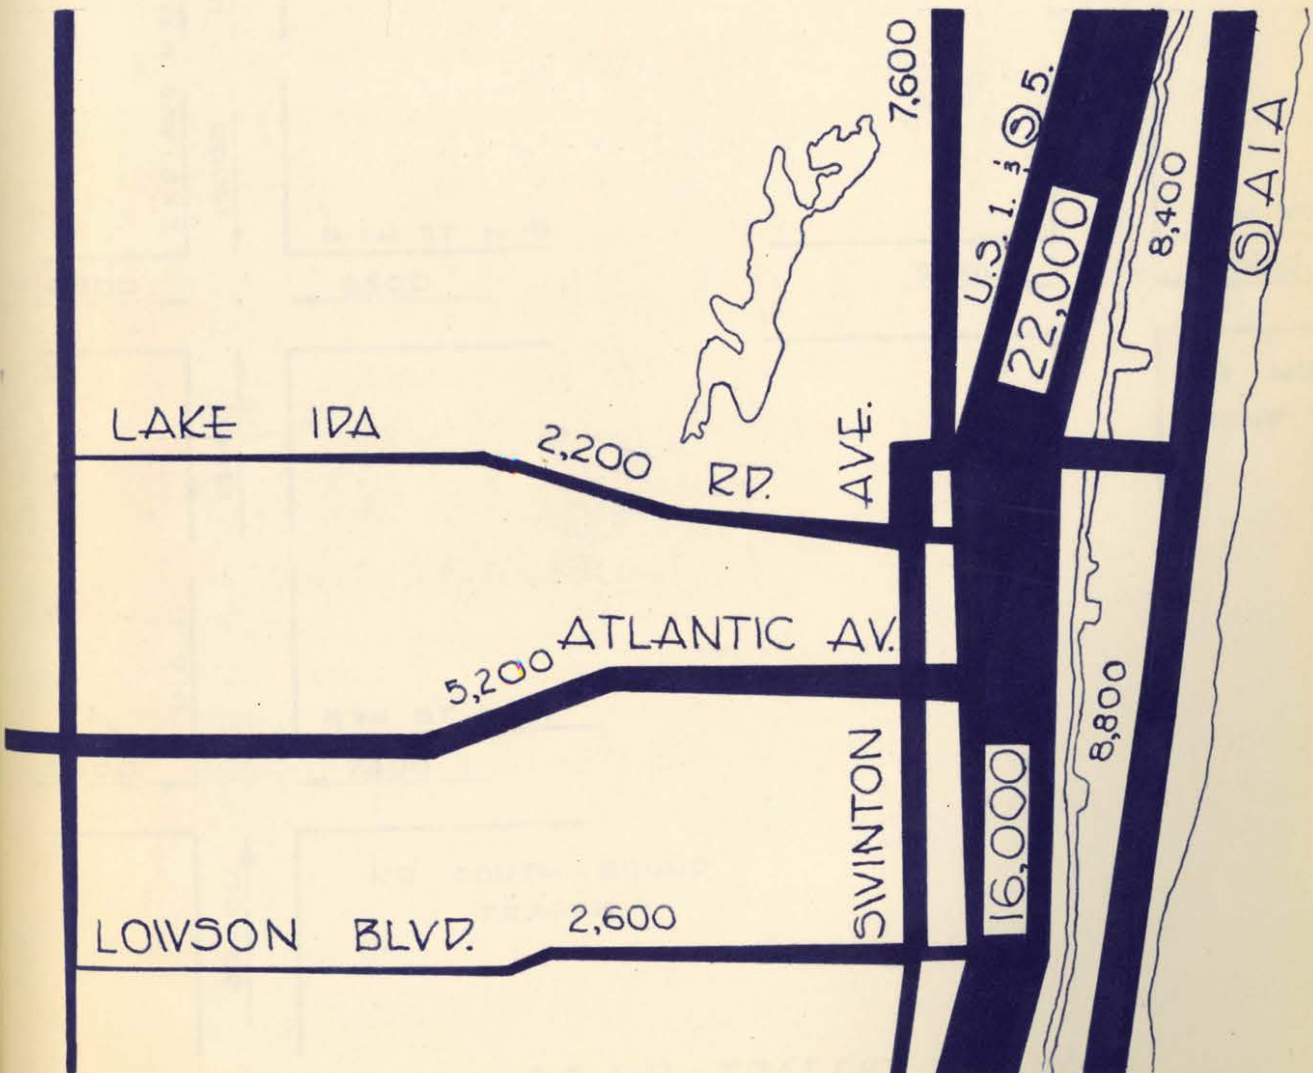 7,600
U.S. 1. & Ⓢ 5.
22,000
8,400
Ⓢ A1A
LAKE IDA RD.
2,200
AVE.
ATLANTIC AV.
5,200
8,800
SWINTON
16,000
LOWSON BLVD.
2,600